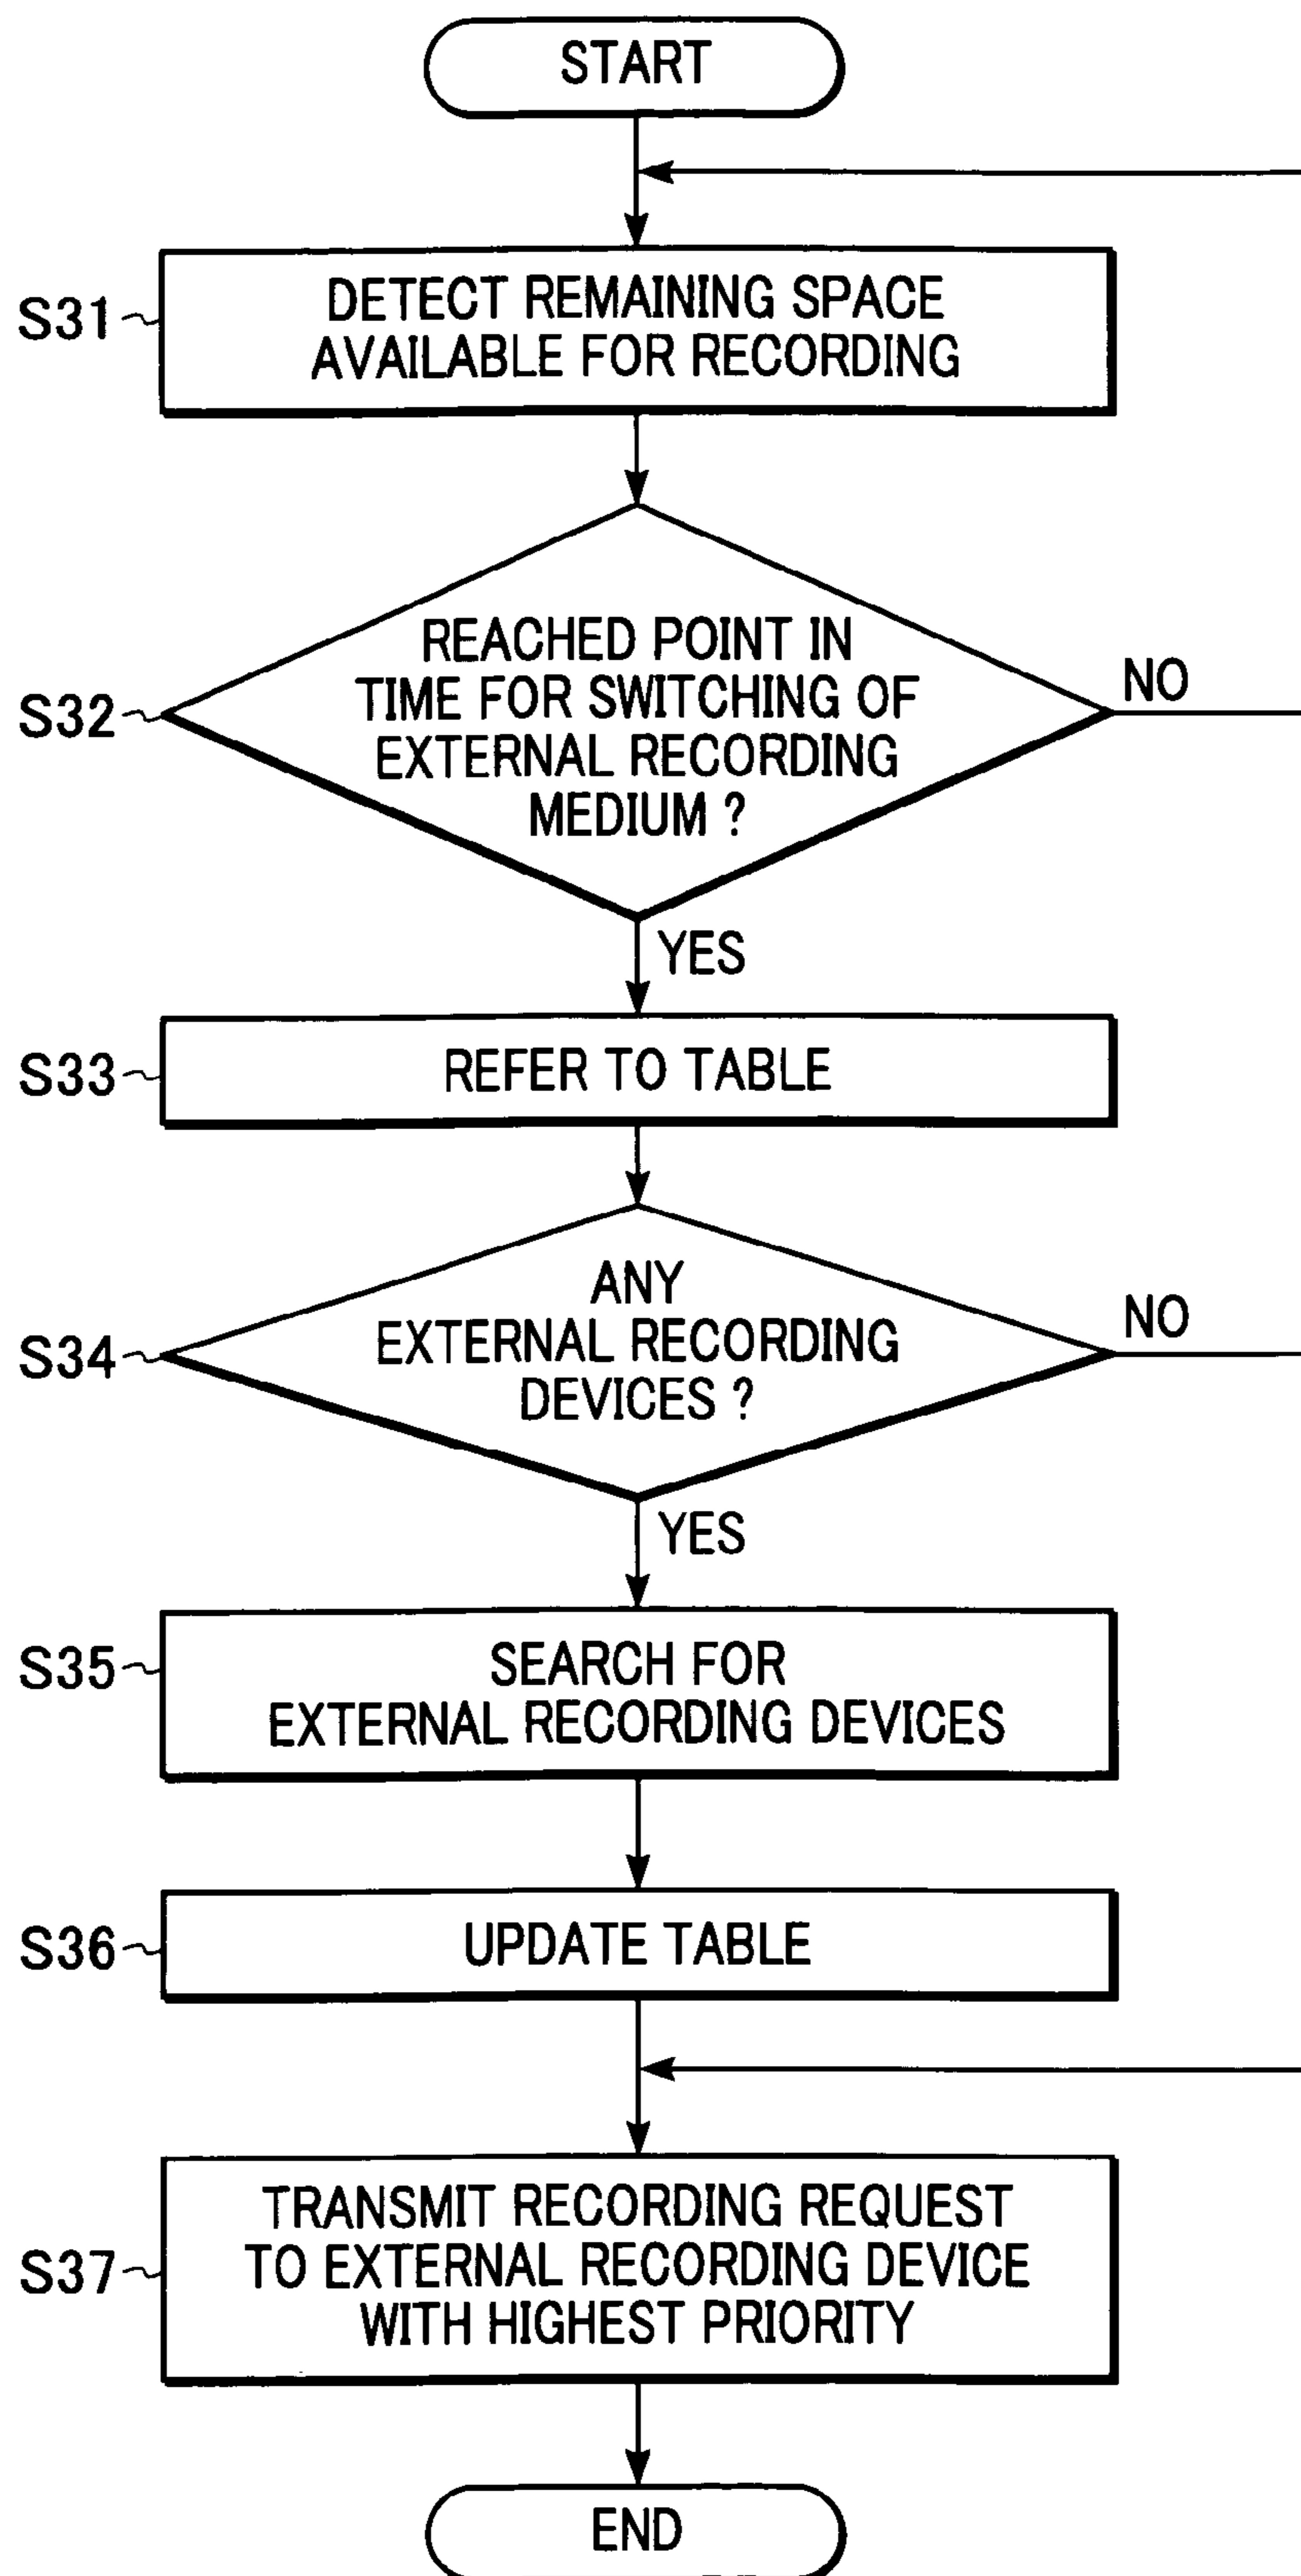 START
S31
DETECT REMAINING SPACE
AVAILABLE FOR RECORDING
S32
REACHED POINT IN
TIME FOR SWITCHING OF
EXTERNAL RECORDING
MEDIUM ?
NO
YES
S33
REFER TO TABLE
S34
ANY
EXTERNAL RECORDING
DEVICES ?
NO
YES
S35
SEARCH FOR
EXTERNAL RECORDING DEVICES
S36
UPDATE TABLE
S37
TRANSMIT RECORDING REQUEST
TO EXTERNAL RECORDING DEVICE
WITH HIGHEST PRIORITY
END